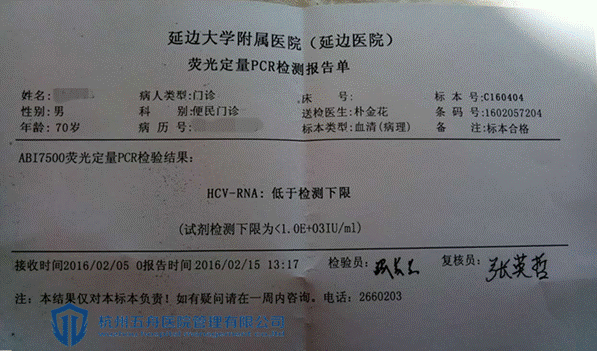 延边大学附属医院（延边医院）
荧光定量PCR检测报告单
姓名: 病人类型:门诊 床 号: 标 本 号:C160404
性别:男 科 别:便民门诊 送检医生:朴金花 条 码 号:1602057204
年龄:70岁 病 历 号: 标本类型:血清(病理) 备 注:标本合格
ABI7500荧光定量PCR检验结果:
HCV-RNA: 低于检测下限
(试剂检测下限为<1.0E+03IU/ml)
接收时间2016/02/05 0报告时间2016/02/15 13:17 检验员: 复核员:张英哲
注: 本结果仅对本标本负责! 如有疑问请在一周内咨询。电话: 2660203
杭州五舟医院管理有限公司